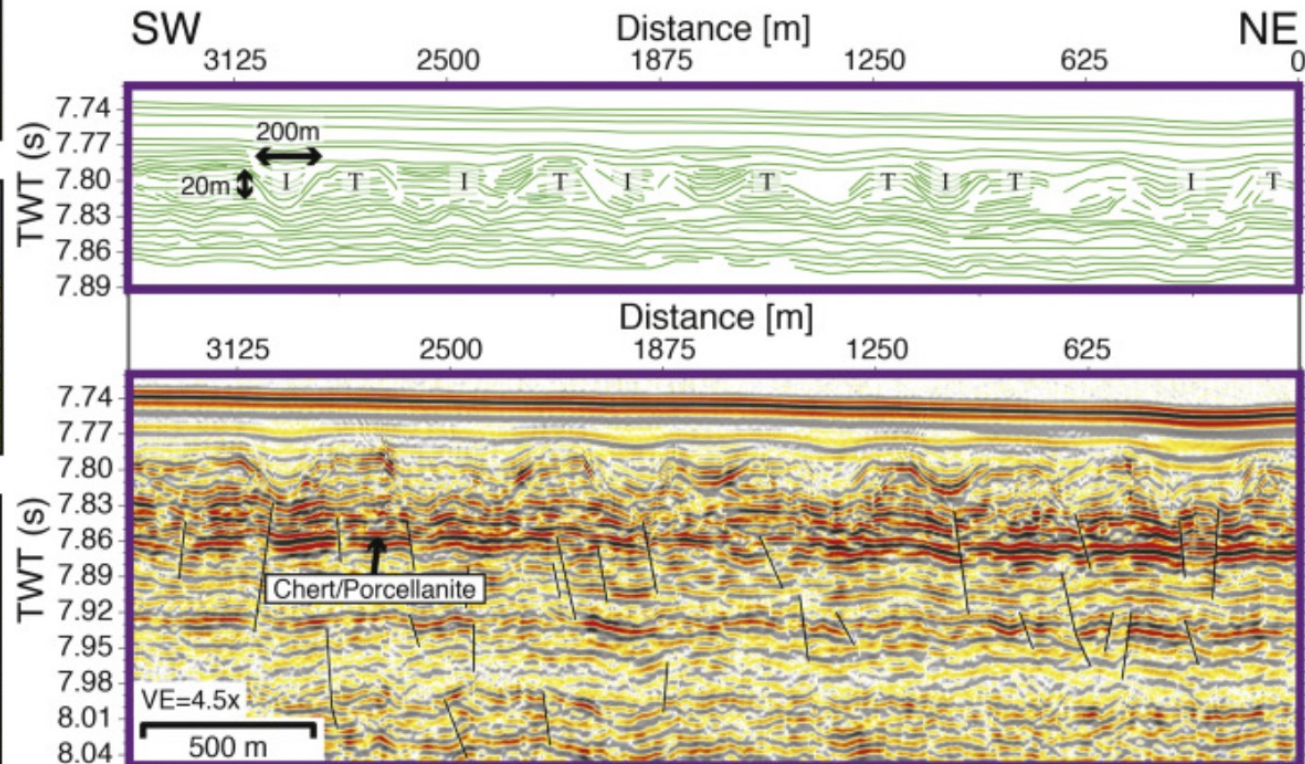 SW Distance [m] NE
3125 2500 1875 1250 625 0
TWT (s)
7.74
7.77
7.80
7.83
7.86
7.89
200m
20m
I T I T I T T I T I T
Distance [m]
3125 2500 1875 1250 625
TWT (s)
7.74
7.77
7.80
7.83
7.86
7.89
7.92
7.95
7.98
8.01
8.04
Chert/Porcellanite
VE=4.5x
500 m